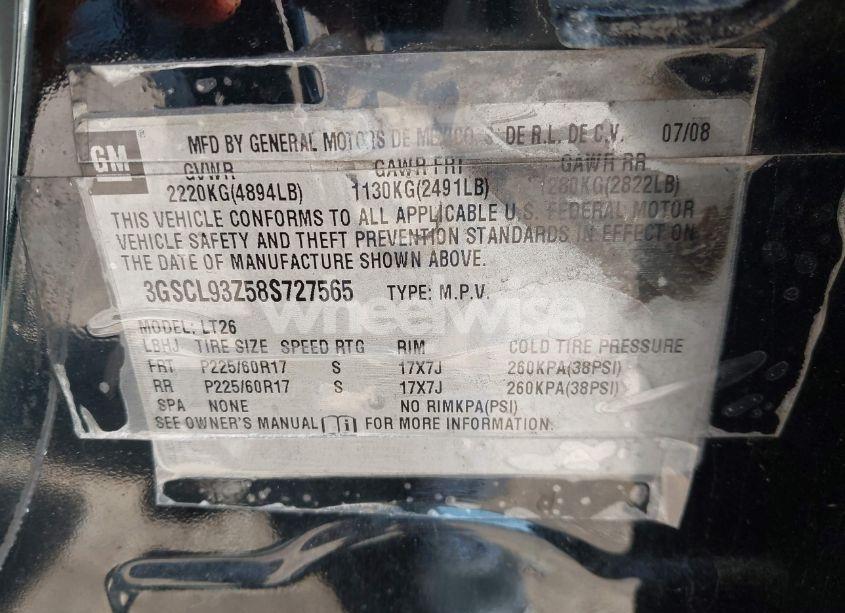 GM
MFD BY GENERAL MOTORS DE MEXICO, S. DE R.L. DE C.V. 07/08
GVWR GAWR FRT GAWR RR
2220KG(4894LB) 1130KG(2491LB) 1280KG(2822LB)
THIS VEHICLE CONFORMS TO ALL APPLICABLE U.S. FEDERAL MOTOR
VEHICLE SAFETY AND THEFT PREVENTION STANDARDS IN EFFECT ON
THE DATE OF MANUFACTURE SHOWN ABOVE.
3GSCL93Z58S727565 TYPE: M.P.V.
wheelwise
MODEL: LT26
LBHJ TIRE SIZE SPEED RTG RIM COLD TIRE PRESSURE
FRT P225/60R17 S 17X7J 260KPA(38PSI)
RR P225/60R17 S 17X7J 260KPA(38PSI)
SPA NONE NO RIMKPA(PSI)
SEE OWNER'S MANUAL FOR MORE INFORMATION.